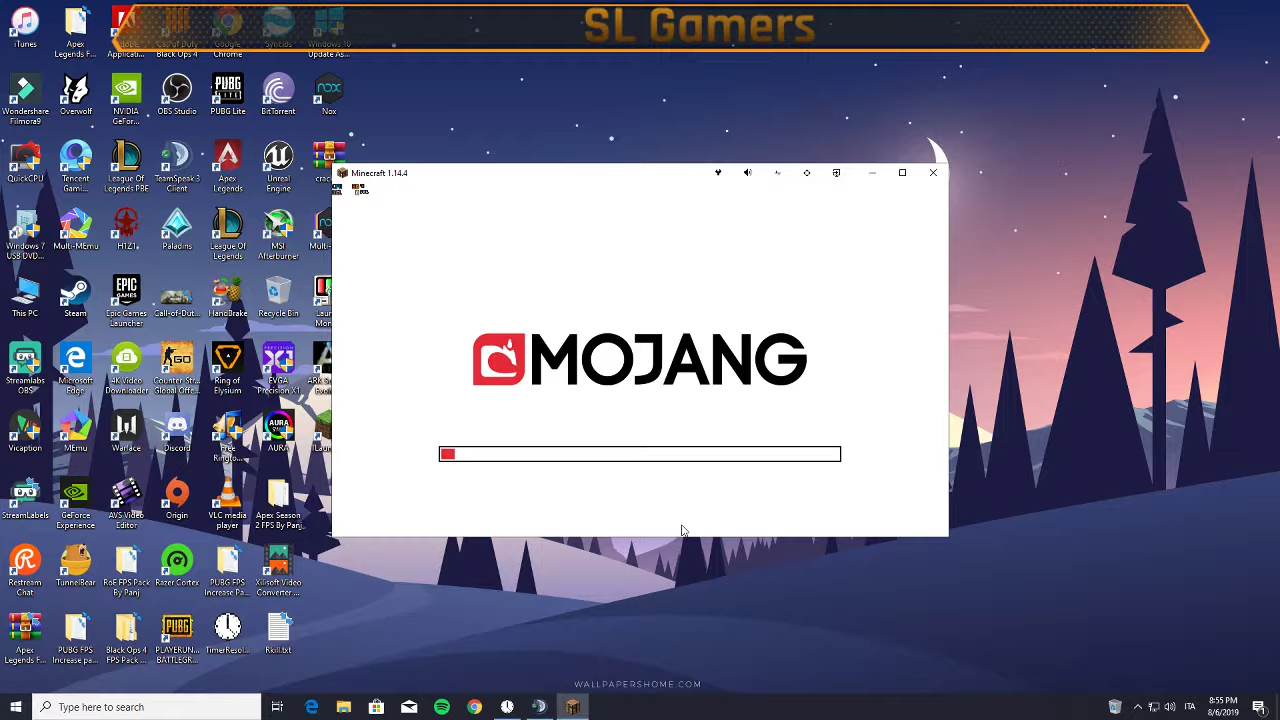 SL Gamers
iTunes
Apex
Legends F...
Applicati...
Call of Duty
Black Ops 4
Google
Chrome
Syncios
Windows 10
Update As...
Wondershare
Filmora9
Overwolf
NVIDIA
GeFor...
OBS Studio
PUBG Lite
BitTorrent
Nox
QuickCPU
Tencent
Gami...
League Of
Legends PBE
TeamSpeak 3
Client
Apex
Legends
Unreal
Engine
Minecraft 1.14.4
Windows 7
USB DVD...
Multi-MEmu
H1Z1
Paladins
League Of
Legends
MSI
Afterburner
This PC
Steam
Epic Games
Launcher
Call-of-Dut...
HandBrake
Recycle Bin
MOJANG
Streamlabs
OBS
Microsoft
Edge
4K Video
Downloader
Counter-Str...
Global Offe...
Ring of
Elysium
EVGA
Precision X1
Vicaption
MEmu
Warface
Discord
Free
Ringto...
AURA
StreamLabels
GeForce
Experience
AVS Video
Editor
Origin
VLC media
player
Apex Season
2 FPS By Panj
Restream
Chat
TunnelBear
RoE FPS Pack
By Panj
Razer Cortex
PUBG FPS
Increase Pa...
Xilisoft Video
Converter ...
Apex
Legends F...
PUBG FPS
Increase pa...
Black Ops 4
FPS Pack ...
PLAYERUN...
BATTLEGR...
TimerResol...
Rkill.txt
WALLPAPERSHOME.COM
Type here to search
ITA
8:55 PM
8/6/2019